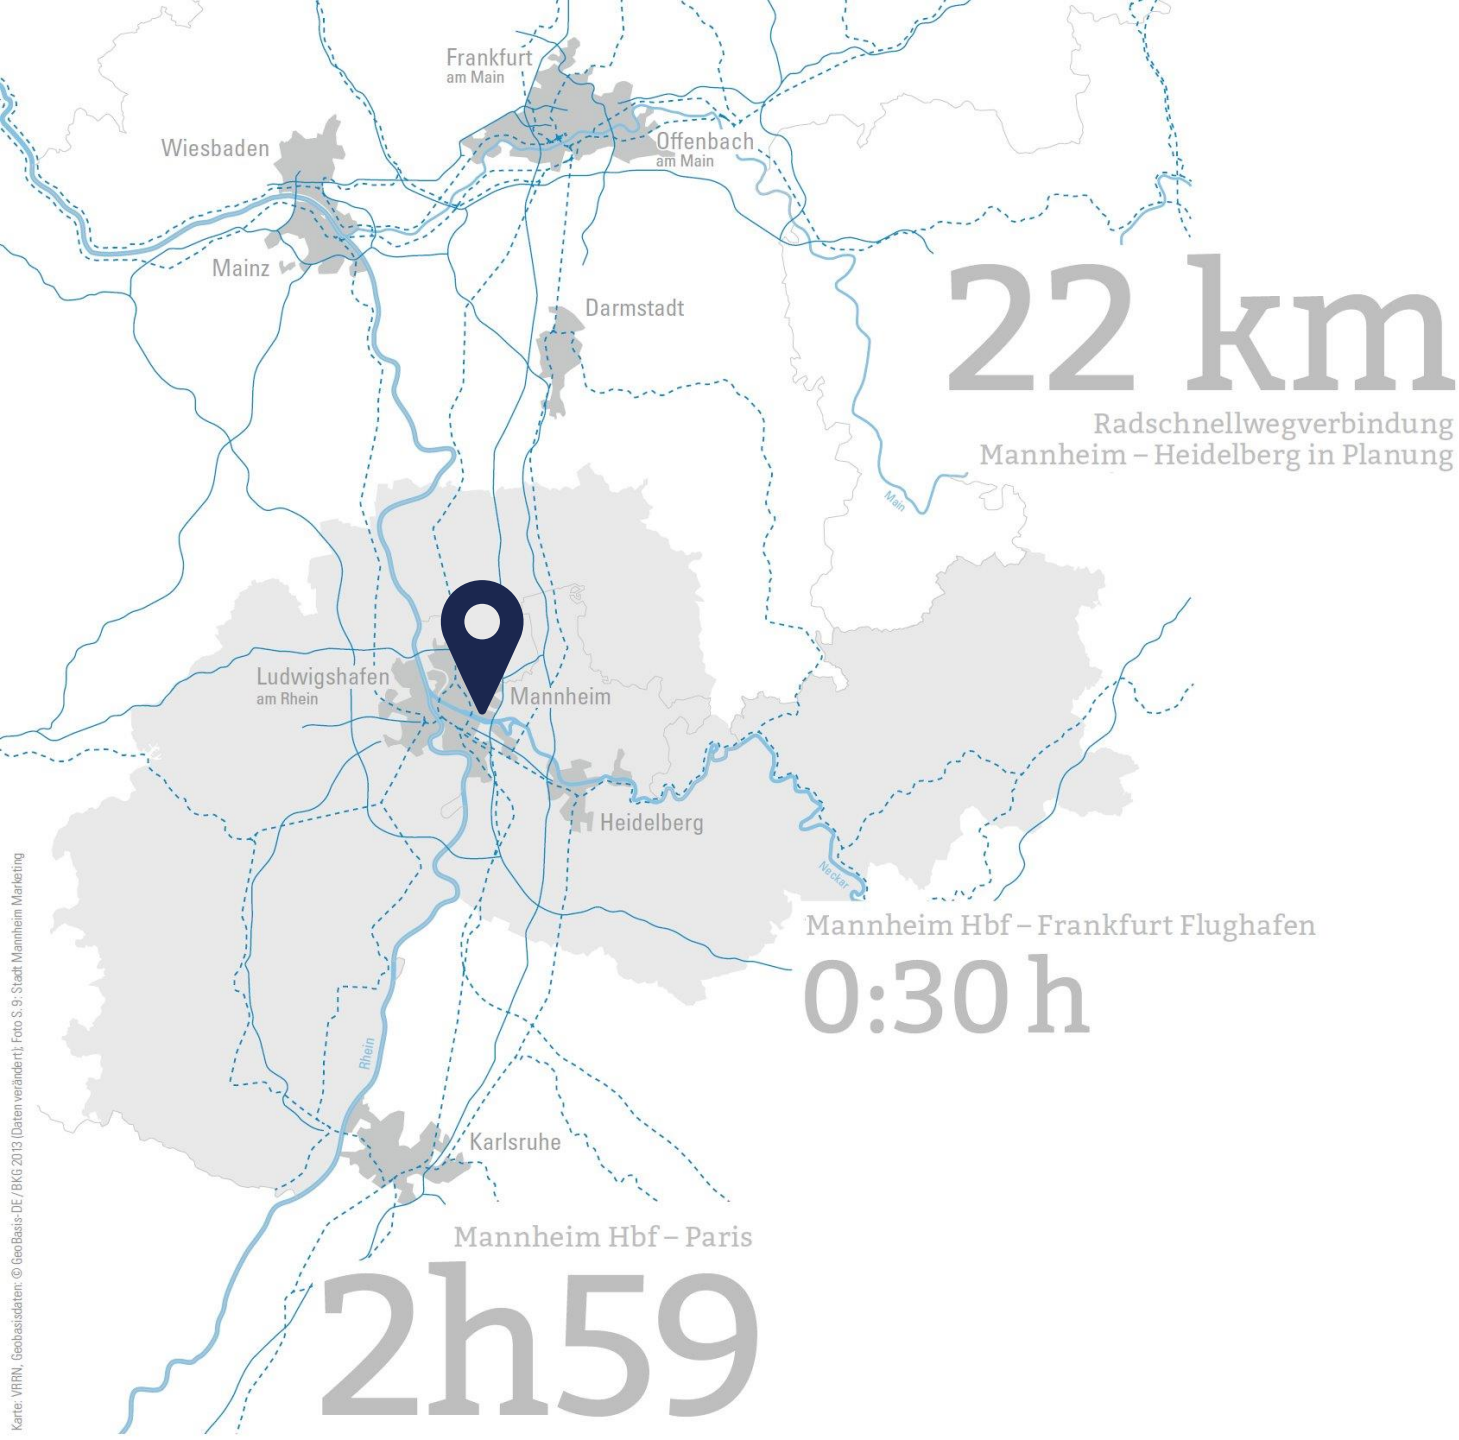 Frankfurt
am Main
Wiesbaden
Offenbach
am Main
Mainz
Darmstadt
22 km
Radschnellwegverbindung
Mannheim – Heidelberg in Planung
Main
Ludwigshafen
am Rhein
Mannheim
Heidelberg
Neckar
Mannheim Hbf – Frankfurt Flughafen
0:30 h
Rhein
Karlsruhe
Mannheim Hbf – Paris
2h59
Karte: VRRN, Geobasisdaten: © GeoBasis-DE / BKG 2013 (Daten verändert); Foto S. 9: Stadt Mannheim Marketing